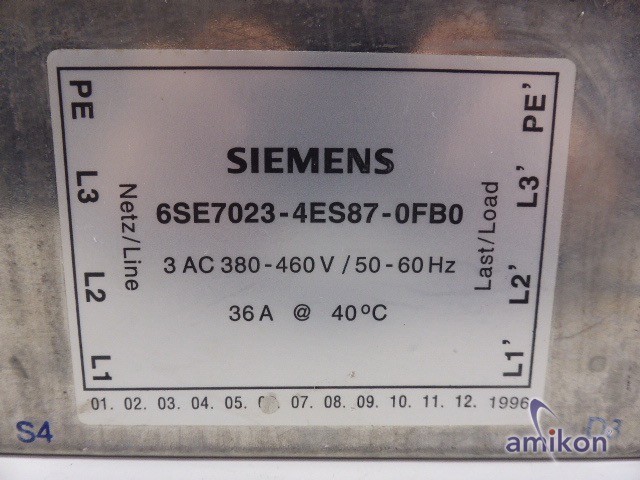 SIEMENS
6SE7023-4ES87-0FB0
3 AC 380-460 V / 50-60 Hz
36 A @ 40°C
PE
L3
L2
L1
Netz/Line
Last/Load
PE'
L3'
L2'
L1'
01. 02. 03. 04. 05. 07. 08. 09. 10. 11. 12. 1996
S4
amikon